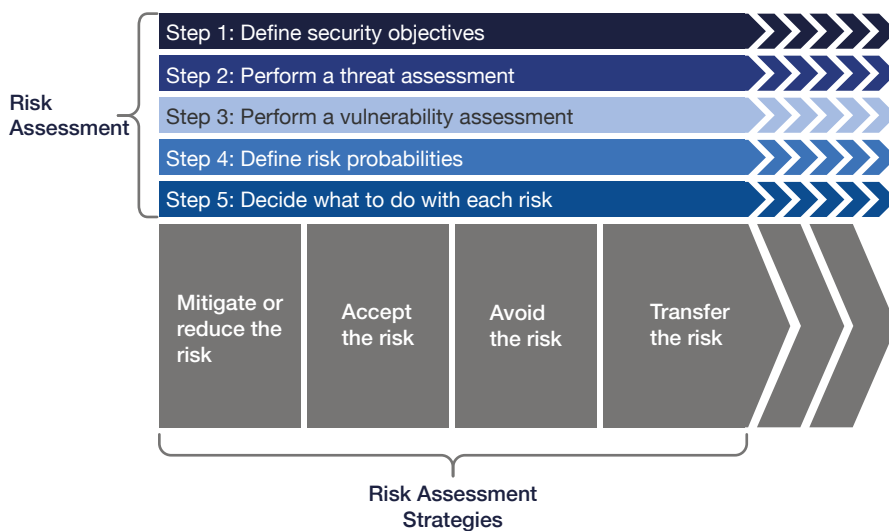 Risk
Assessment
Step 1: Define security objectives
Step 2: Perform a threat assessment
Step 3: Perform a vulnerability assessment
Step 4: Define risk probabilities
Step 5: Decide what to do with each risk
Mitigate or
reduce the
risk
Accept
the risk
Avoid
the risk
Transfer
the risk
Risk Assessment
Strategies